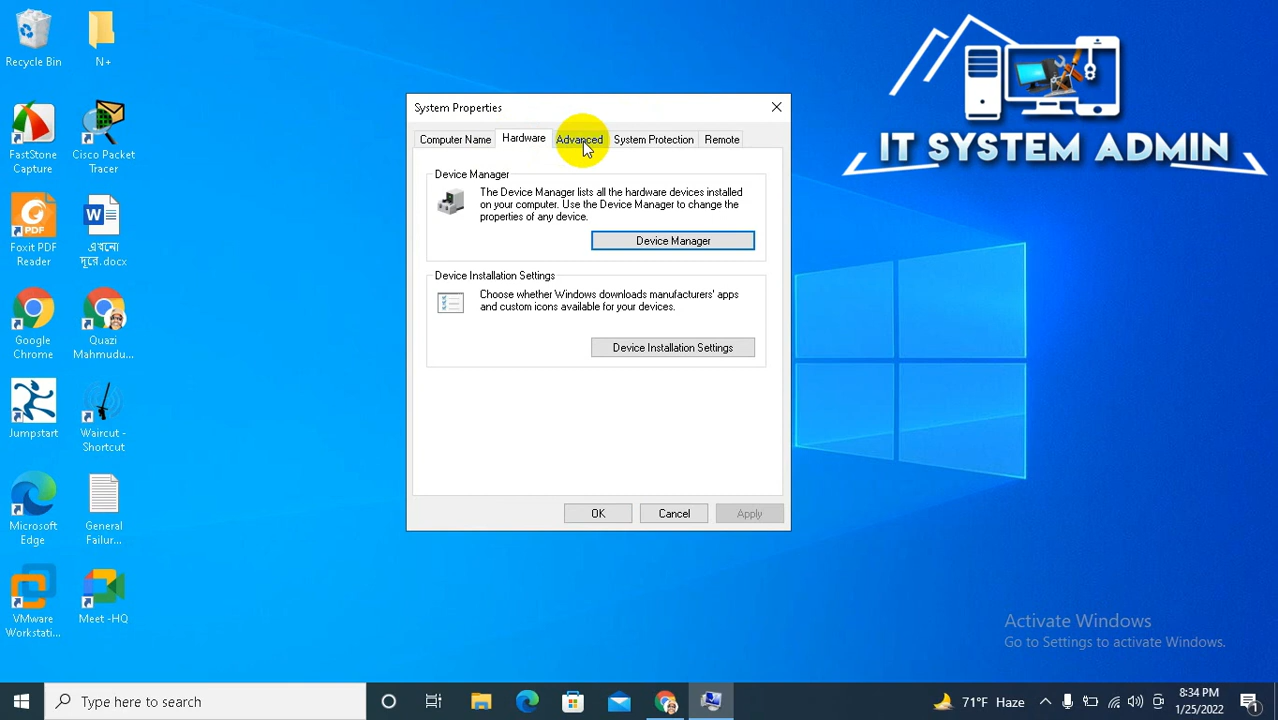 Recycle Bin
N+
FastStone
Capture
Cisco Packet
Tracer
Foxit PDF
Reader
এখনো
দূরে.docx
Google
Chrome
Quazi
Mahmudu...
Jumpstart
Waircut -
Shortcut
Microsoft
Edge
General
Failur...
VMware
Workstati...
Meet -HQ
System Properties
Computer Name
Hardware
Advanced
System Protection
Remote
Device Manager
The Device Manager lists all the hardware devices installed
on your computer. Use the Device Manager to change the
properties of any device.
Device Manager
Device Installation Settings
Choose whether Windows downloads manufacturers' apps
and custom icons available for your devices.
Device Installation Settings
OK
Cancel
Apply
IT SYSTEM ADMIN
Activate Windows
Go to Settings to activate Windows.
Type here to search
71°F Haze
8:34 PM
1/25/2022
1